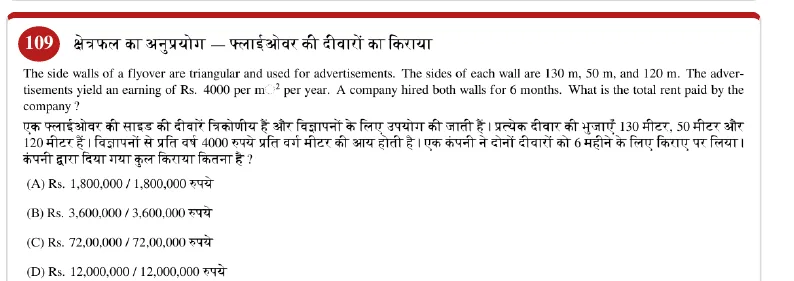 109 क्षेत्रफल का अनुप्रयोग — फ्लाईओवर की दीवारों का किराया
The side walls of a flyover are triangular and used for advertisements. The sides of each wall are 130 m, 50 m, and 120 m. The adver-
tisements yield an earning of Rs. 4000 per m² per year. A company hired both walls for 6 months. What is the total rent paid by the
company ?
एक फ्लाईओवर की साइड की दीवारें त्रिकोणीय हैं और विज्ञापनों के लिए उपयोग की जाती हैं। प्रत्येक दीवार की भुजाएँ 130 मीटर, 50 मीटर और
120 मीटर हैं। विज्ञापनों से प्रति वर्ष 4000 रुपये प्रति वर्ग मीटर की आय होती है। एक कंपनी ने दोनों दीवारों को 6 महीने के लिए किराए पर लिया।
कंपनी द्वारा दिया गया कुल किराया कितना है ?
(A) Rs. 1,800,000 / 1,800,000 रुपये
(B) Rs. 3,600,000 / 3,600,000 रुपये
(C) Rs. 72,00,000 / 72,00,000 रुपये
(D) Rs. 12,000,000 / 12,000,000 रुपये